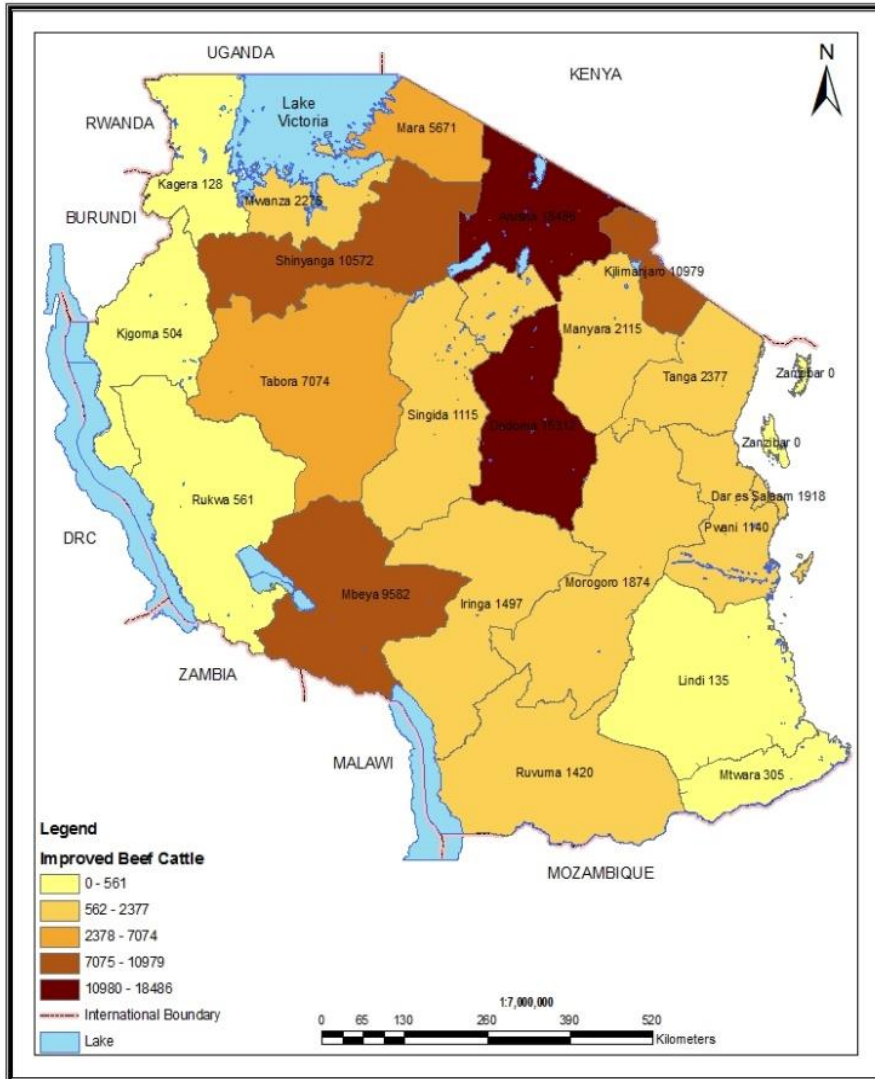 UGANDA
N
KENYA
Lake
Victoria
RWANDA
Mara 5671
Kagera 128
Mwanza 2276
BURUNDI
Shinyanga 10572
Kjlimanjaro 10979
Kjgoma 504
Manyara 2115
Tanga 2377
Zanzibar 0
Tabora 7074
Singida 1115
Zanzibar 0
Rukwa 561
Dar es Salaam 1918
Pwani 1140
DRC
Mbeya 9582
Iringa 1497
Morogoro 1874
ZAMBIA
Lindi 135
MALAWI
Ruvuma 1420
Mtwara 305
MOZAMBIQUE
Legend
Improved Beef Cattle
0 - 561
562 - 2377
2378 - 7074
7075 - 10979
10980 - 18486
International Boundary
Lake
1:7,000,000
0 65 130 260 390 520
Kilometers